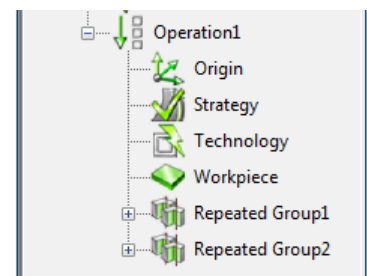 Operation1
Origin
Strategy
Technology
Workpiece
Repeated Group1
Repeated Group2